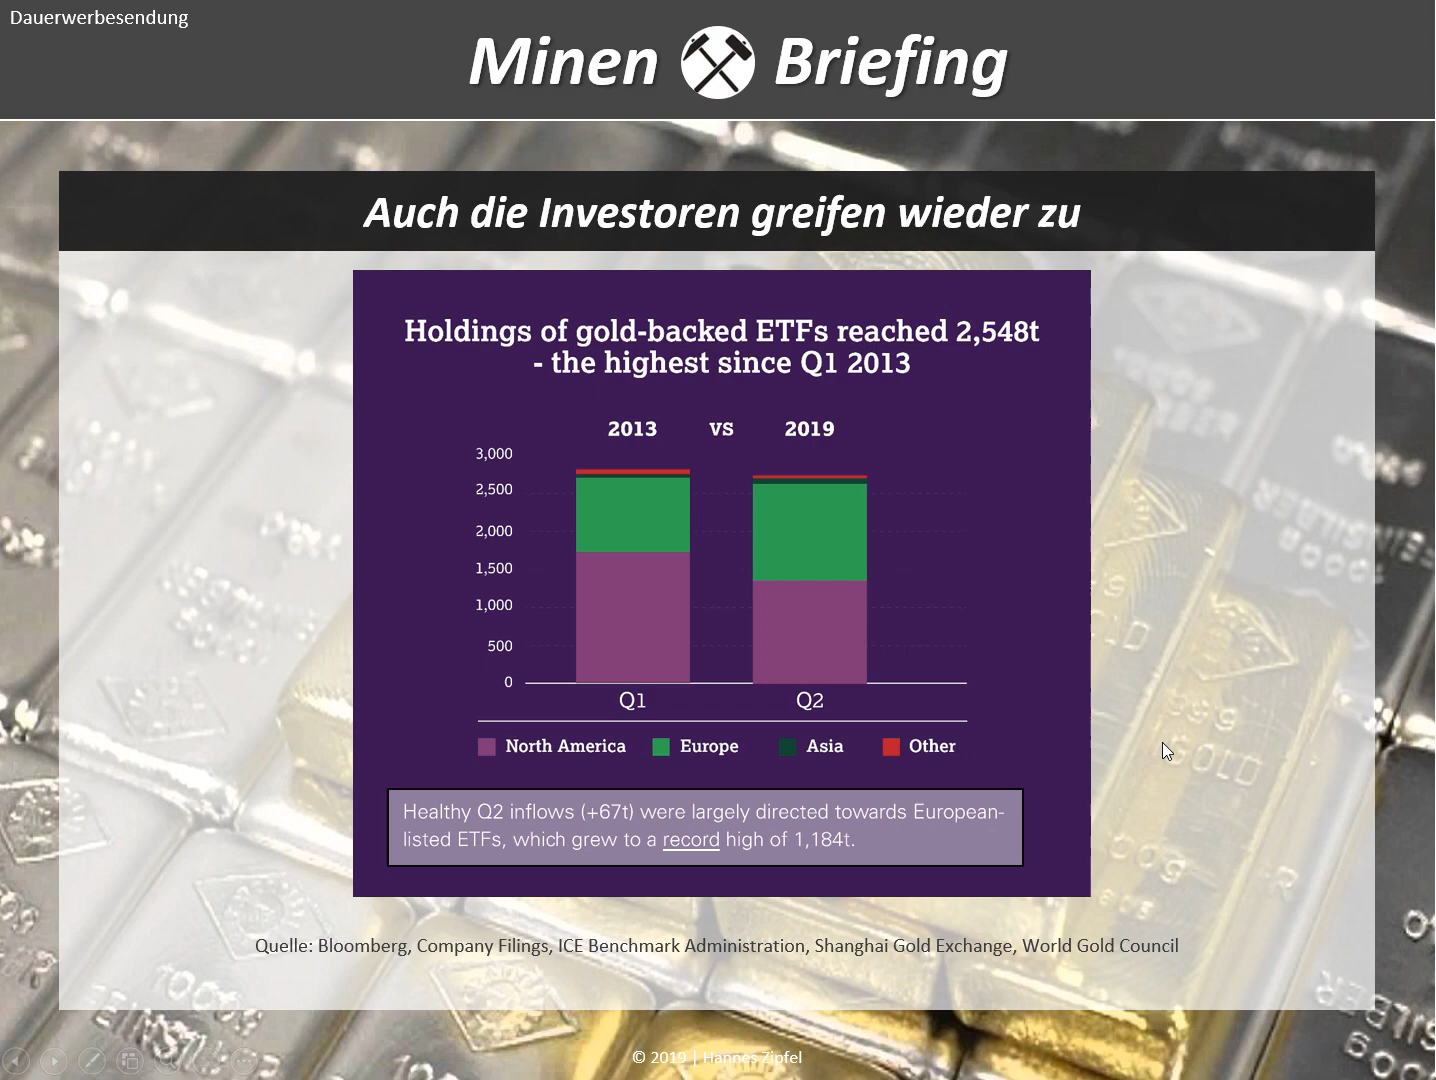 Dauerwerbesendung
Minen Briefing
Auch die Investoren greifen wieder zu
Holdings of gold-backed ETFs reached 2,548t
- the highest since Q1 2013
2013 vs 2019
3,000
2,500
2,000
1,500
1,000
500
0
Q1 Q2
North America Europe Asia Other
Healthy Q2 inflows (+67t) were largely directed towards European-
listed ETFs, which grew to a record high of 1,184t.
Quelle: Bloomberg, Company Filings, ICE Benchmark Administration, Shanghai Gold Exchange, World Gold Council
© 2019 | Hannes Zipfel